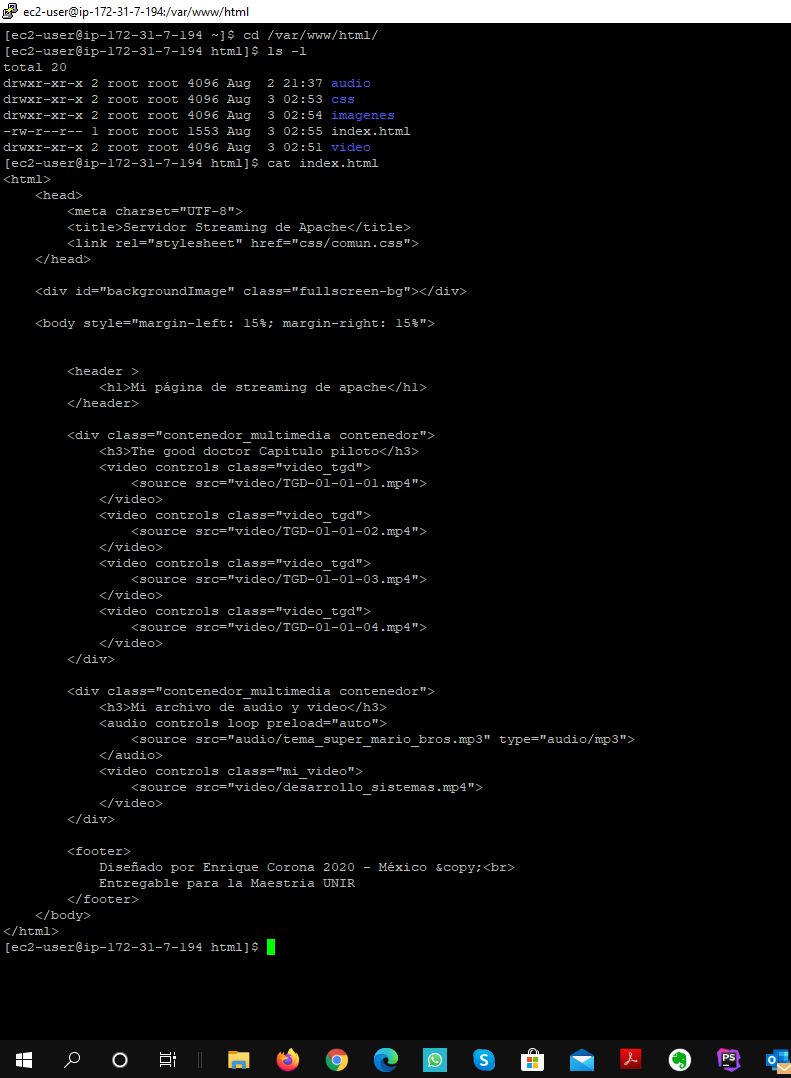 ec2-user@ip-172-31-7-194:/var/www/html
[ec2-user@ip-172-31-7-194 ~]$ cd /var/www/html/
[ec2-user@ip-172-31-7-194 html]$ ls -l
total 20
drwxr-xr-x 2 root root 4096 Aug  2 21:37 audio
drwxr-xr-x 2 root root 4096 Aug  3 02:53 css
drwxr-xr-x 2 root root 4096 Aug  3 02:54 imagenes
-rw-r--r-- 1 root root 1553 Aug  3 02:55 index.html
drwxr-xr-x 2 root root 4096 Aug  3 02:51 video
[ec2-user@ip-172-31-7-194 html]$ cat index.html
<html>
    <head>
        <meta charset="UTF-8">
        <title>Servidor Streaming de Apache</title>
        <link rel="stylesheet" href="css/comun.css">
    </head>
    <div id="backgroundImage" class="fullscreen-bg"></div>
    <body style="margin-left: 15%; margin-right: 15%">
        <header >
            <h1>Mi página de streaming de apache</h1>
        </header>
        <div class="contenedor_multimedia contenedor">
            <h3>The good doctor Capitulo piloto</h3>
            <video controls class="video_tgd">
                <source src="video/TGD-01-01-01.mp4">
            </video>
            <video controls class="video_tgd">
                <source src="video/TGD-01-01-02.mp4">
            </video>
            <video controls class="video_tgd">
                <source src="video/TGD-01-01-03.mp4">
            </video>
            <video controls class="video_tgd">
                <source src="video/TGD-01-01-04.mp4">
            </video>
        </div>
        <div class="contenedor_multimedia contenedor">
            <h3>Mi archivo de audio y video</h3>
            <audio controls loop preload="auto">
                <source src="audio/tema_super_mario_bros.mp3" type="audio/mp3">
            </audio>
            <video controls class="mi_video">
                <source src="video/desarrollo_sistemas.mp4">
            </video>
        </div>
        <footer>
            Diseñado por Enrique Corona 2020 - México &copy;<br>
            Entregable para la Maestria UNIR
        </footer>
    </body>
</html>
[ec2-user@ip-172-31-7-194 html]$
PS